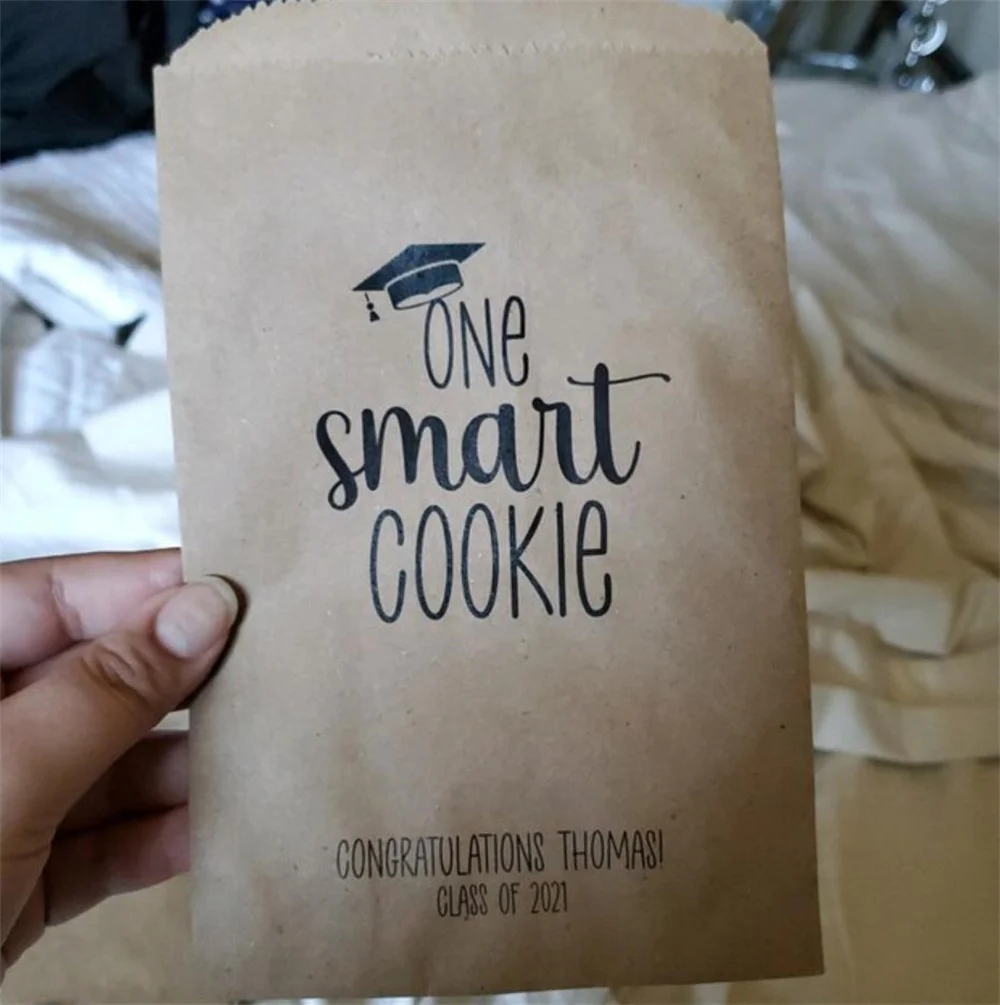 ONe
smart
COOKIe
CONGRATULATIONS THOMAS!
CLASS OF 2021